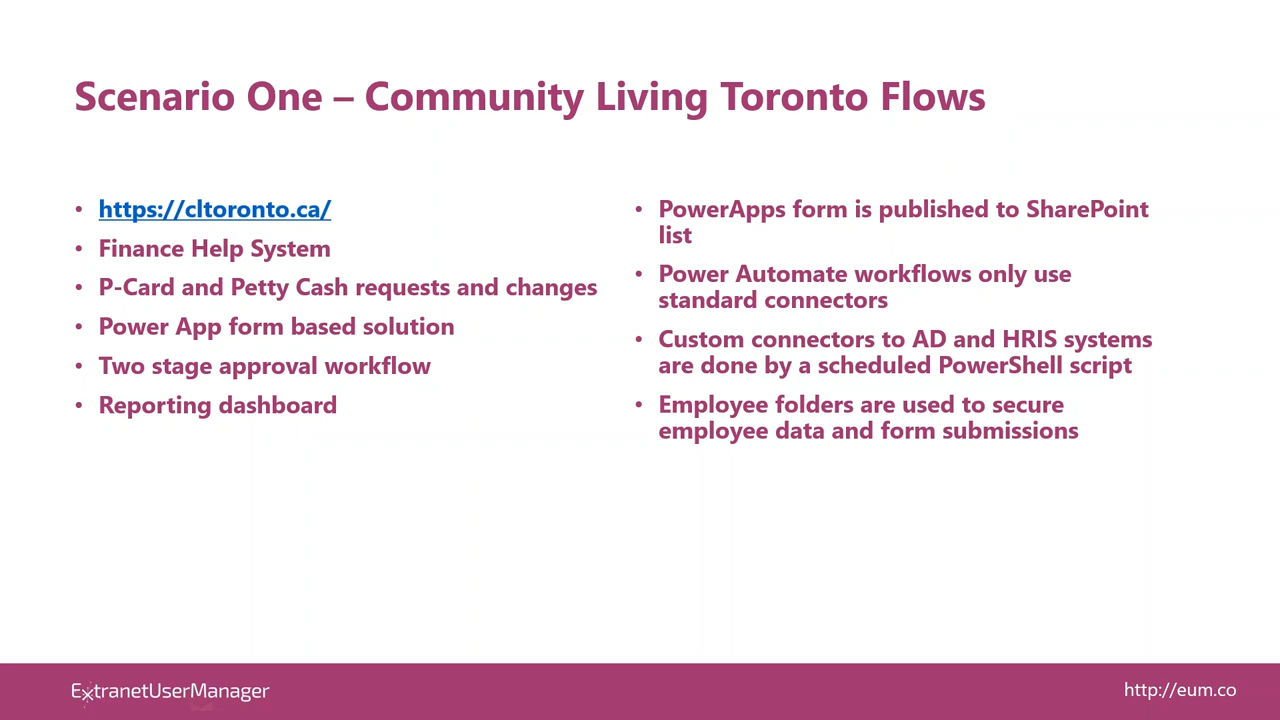 Scenario One – Community Living Toronto Flows
• https://cltoronto.ca/
• Finance Help System
• P-Card and Petty Cash requests and changes
• Power App form based solution
• Two stage approval workflow
• Reporting dashboard
• PowerApps form is published to SharePoint
list
• Power Automate workflows only use
standard connectors
• Custom connectors to AD and HRIS systems
are done by a scheduled PowerShell script
• Employee folders are used to secure
employee data and form submissions
ExtranetUserManager
http://eum.co